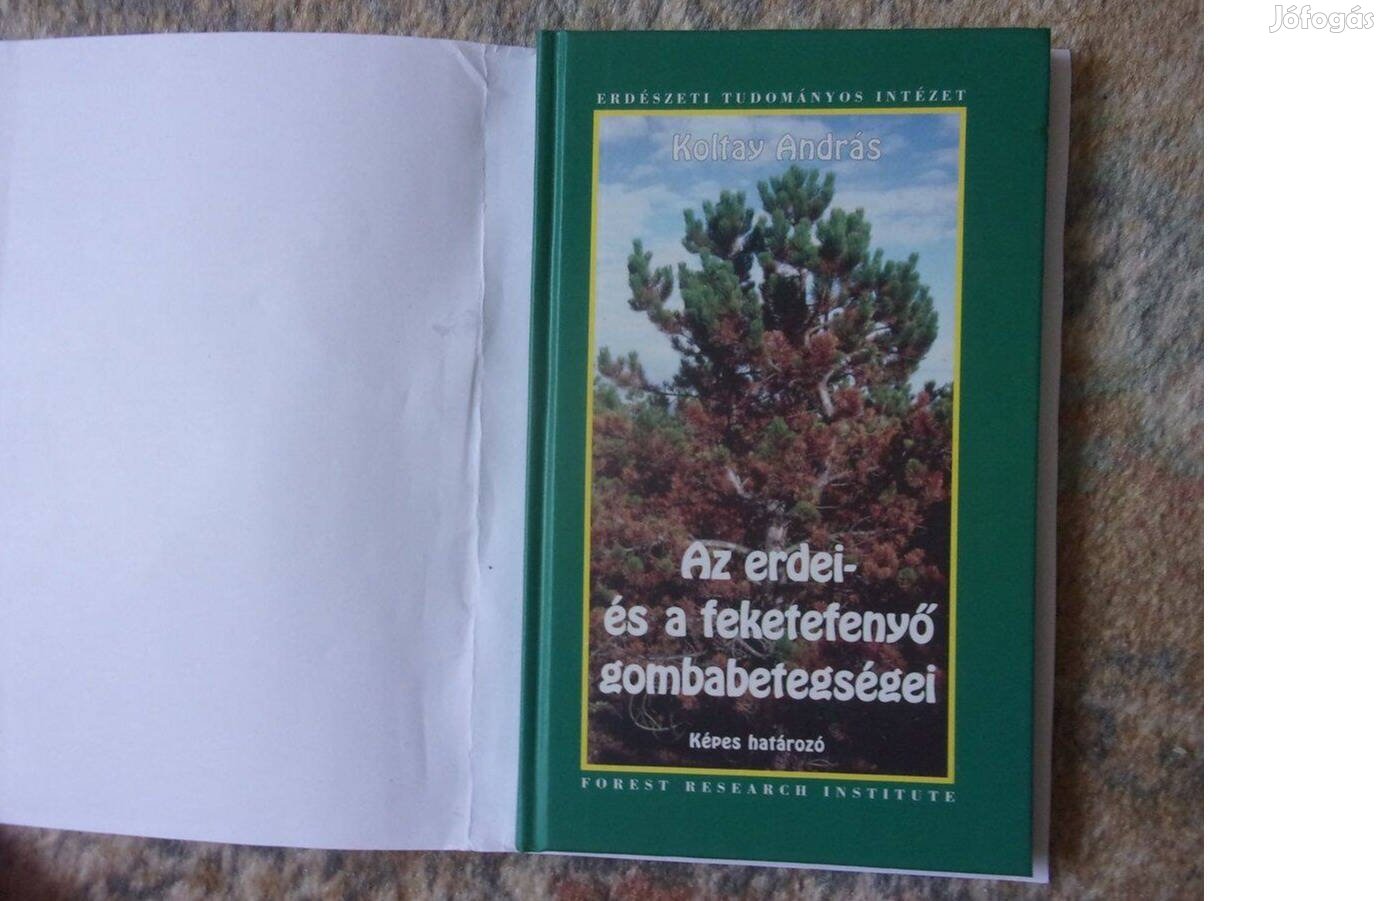 Jófogás
ERDÉSZETI TUDOMÁNYOS INTÉZET
Koltay András
Az erdei-
és a feketefenyő
gombabetegségei
Képes határozó
FOREST RESEARCH INSTITUTE